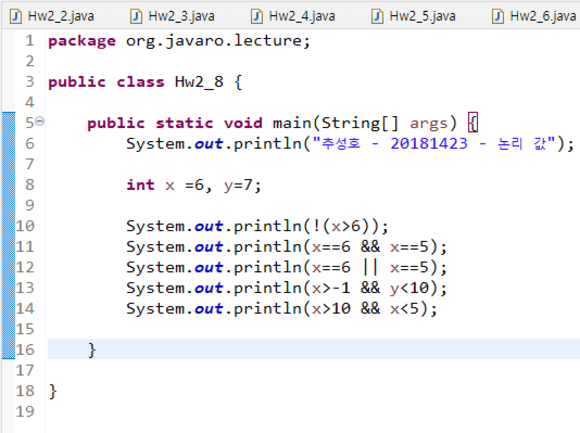 Hw2_2.java Hw2_3.java Hw2_4.java Hw2_5.java Hw2_6.java
1 package org.javaro.lecture;
2
3 public class Hw2_8 {
4
5 public static void main(String[] args) {
6 System.out.println("추성호 - 20181423 - 논리 값");
7
8 int x =6, y=7;
9
10 System.out.println(!(x>6));
11 System.out.println(x==6 && x==5);
12 System.out.println(x==6 || x==5);
13 System.out.println(x>-1 && y<10);
14 System.out.println(x>10 && x<5);
15
16 }
17
18 }
19